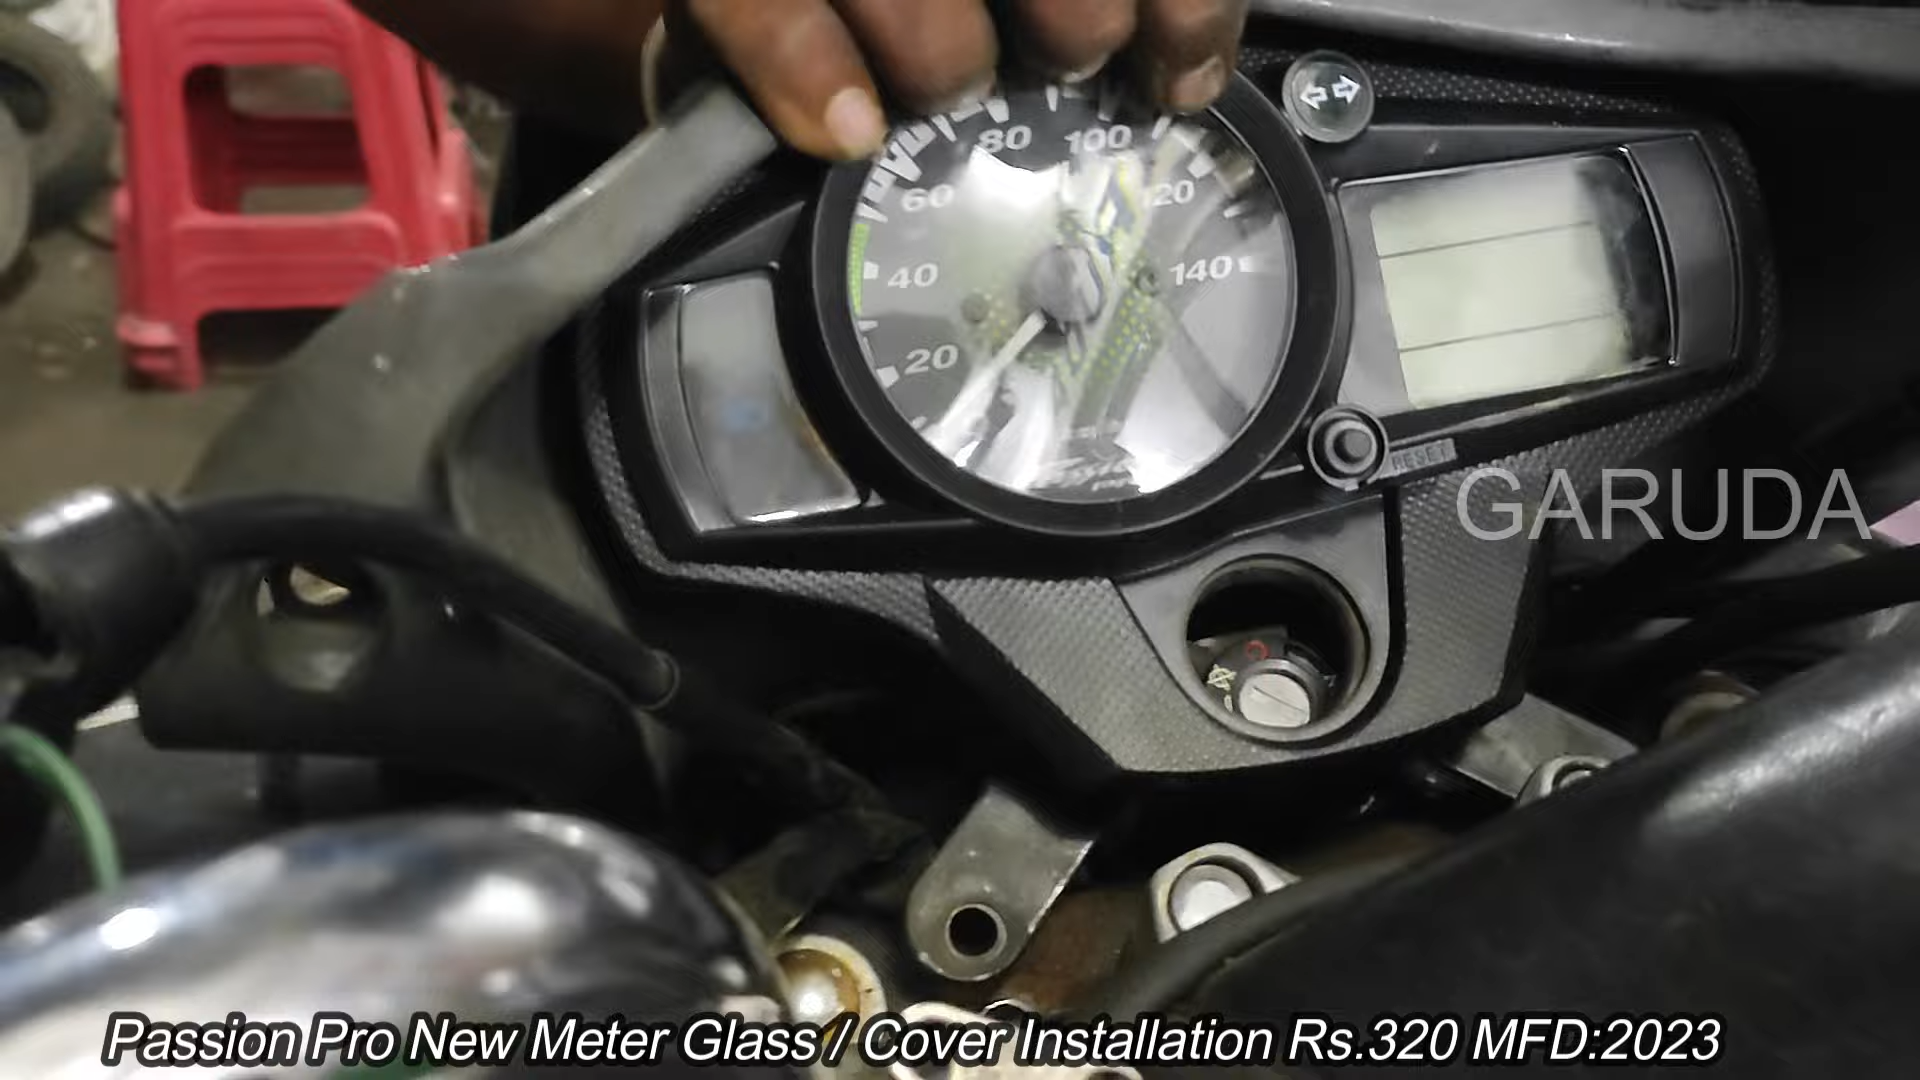 80 100
60 120
40 140
20
RESET
GARUDA
Passion Pro New Meter Glass / Cover Installation Rs.320 MFD:2023